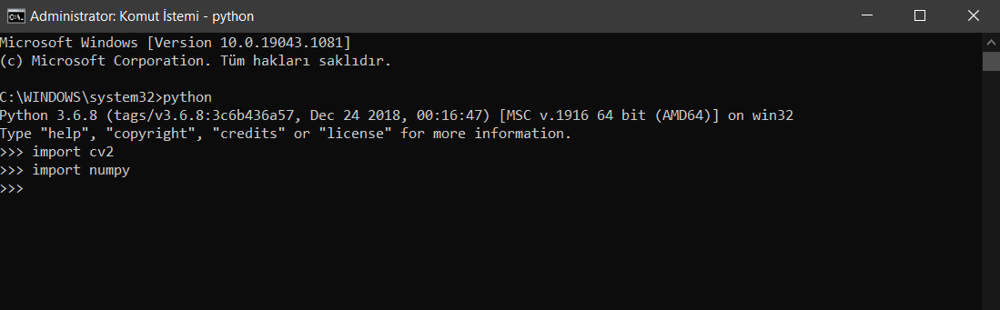 Administrator: Komut İstemi - python
Microsoft Windows [Version 10.0.19043.1081]
(c) Microsoft Corporation. Tüm hakları saklıdır.
C:\WINDOWS\system32>python
Python 3.6.8 (tags/v3.6.8:3c6b436a57, Dec 24 2018, 00:16:47) [MSC v.1916 64 bit (AMD64)] on win32
Type "help", "copyright", "credits" or "license" for more information.
>>> import cv2
>>> import numpy
>>>